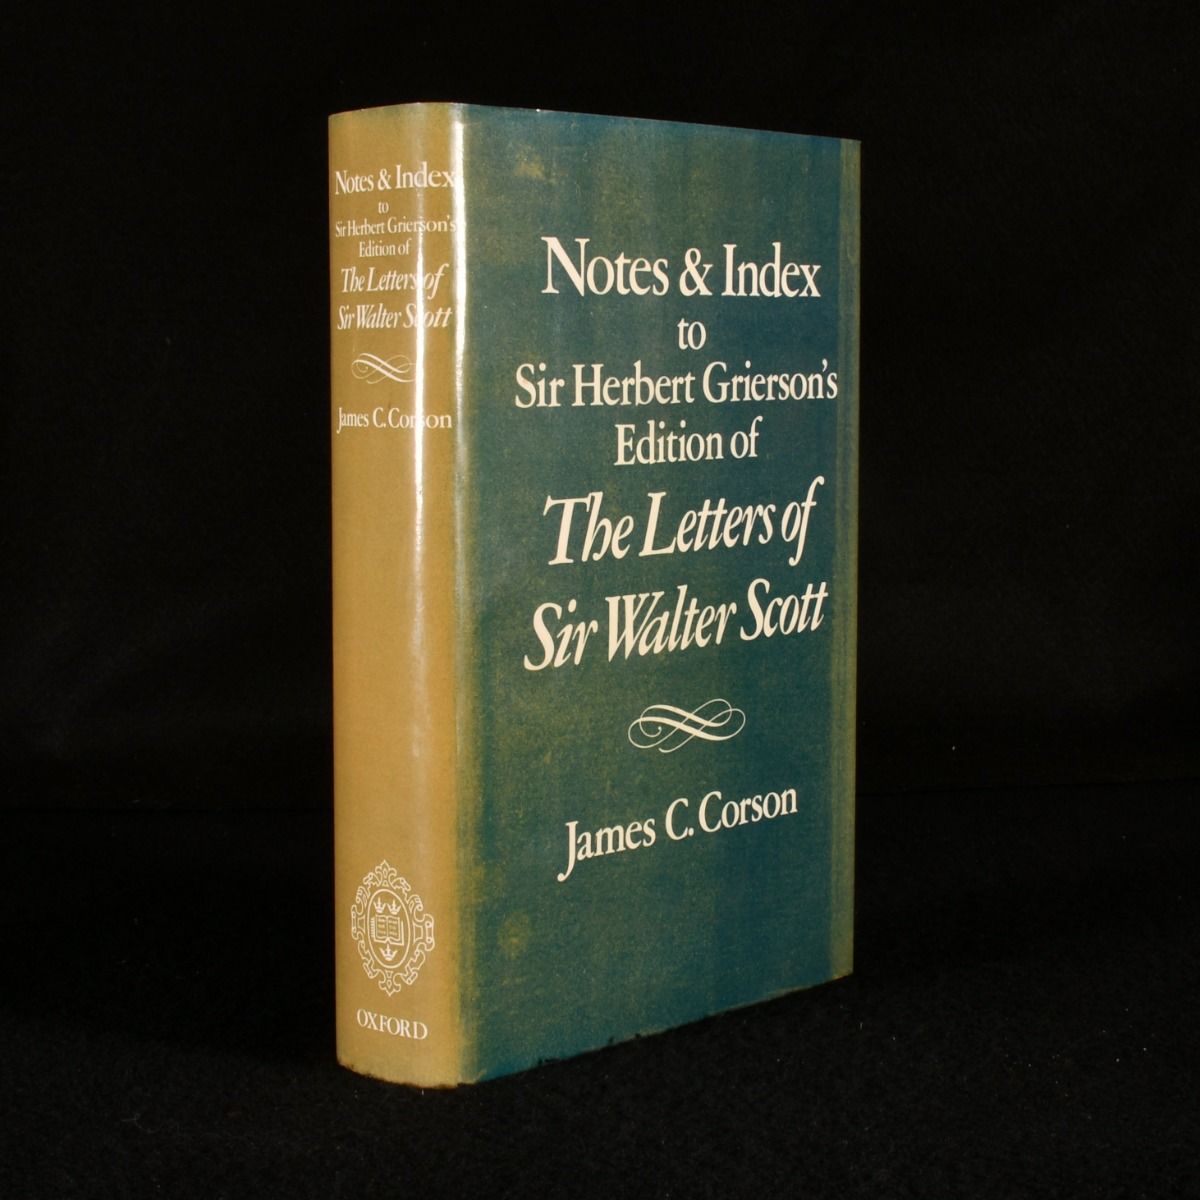 Notes & Index
to
Sir Herbert Grierson's
Edition of
The Letters of
Sir Walter Scott
James C. Corson
OXFORD
Notes & Index
to
Sir Herbert Grierson's
Edition of
The Letters of
Sir Walter Scott
James C. Corson